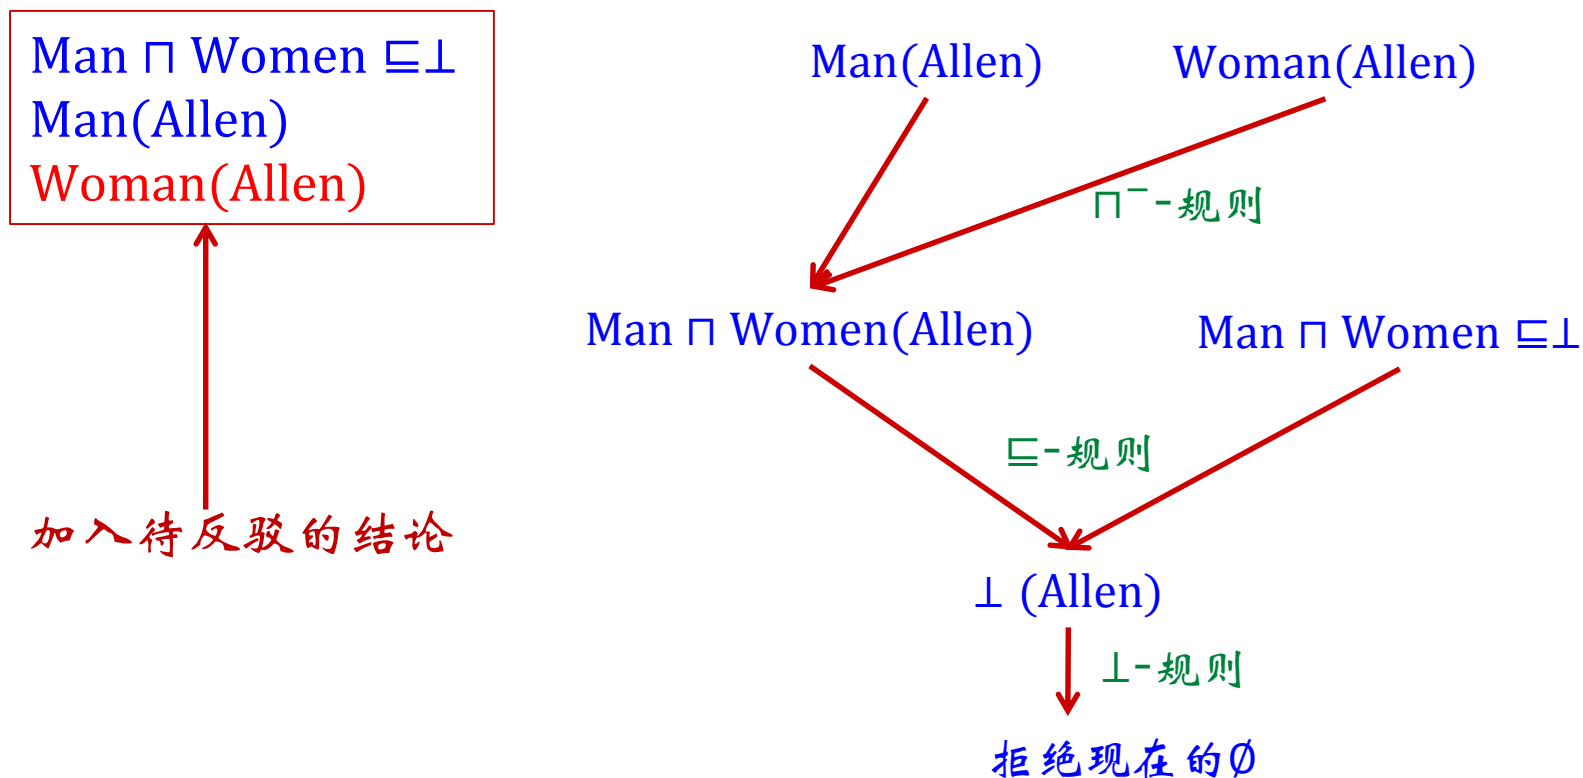 Man ⊓ Women ⊑⊥
Man(Allen)
Woman(Allen)
加入待反驳的结论
Man(Allen)
Woman(Allen)
⊓⁻-规则
Man ⊓ Women(Allen)
Man ⊓ Women ⊑⊥
⊑-规则
⊥ (Allen)
⊥-规则
拒绝现在的∅